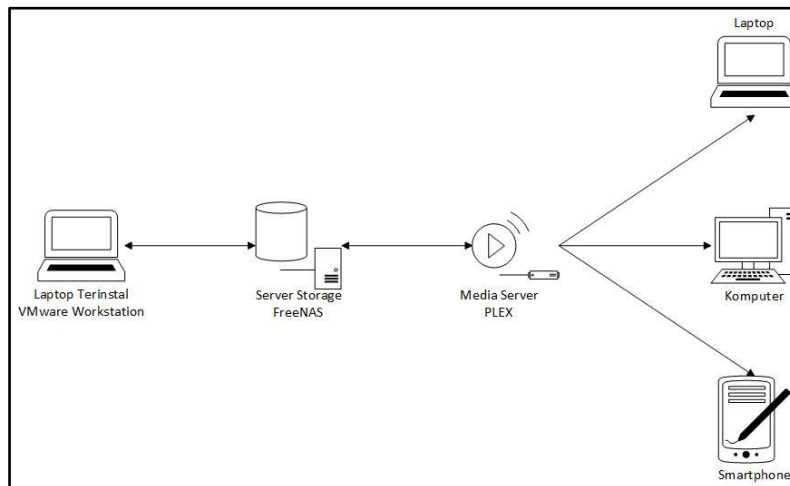 Laptop
Laptop Terinstal
VMware Workstation
Server Storage
FreeNAS
Media Server
PLEX
Komputer
Smartphone